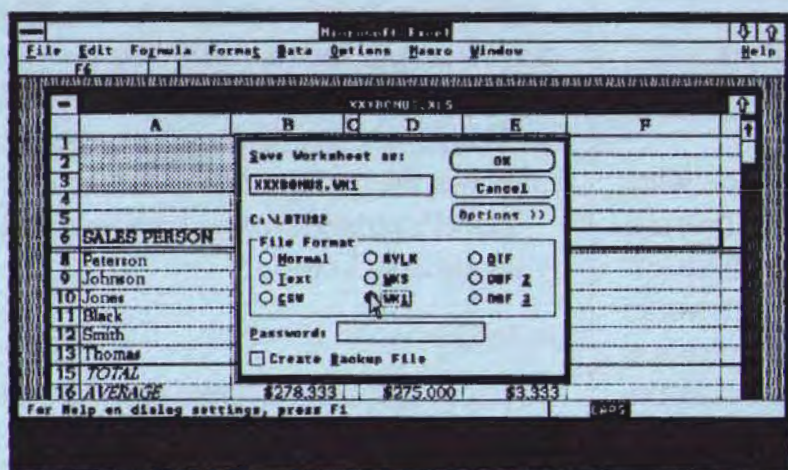 Microsoft Excel
File Edit Formula Format Data Options Macro Window Help
F6
XXXBONUS.XLS
A B C D E F
1
2
3
4
5
6 SALES PERSON
8 Peterson
9 Johnson
10 Jones
11 Black
12 Smith
13 Thomas
15 TOTAL
16 AVERAGE $278,333 $275,000 $3,333
Save Worksheet as:
XXXBONUS.WK1
C:\LOTUS2
OK
Cancel
Options >>
File Format
Normal SYLK DIF
Text WKS DBF 2
CSV WK1 DBF 3
Password:
Create Backup File
For Help on dialog settings, press F1
CAPS